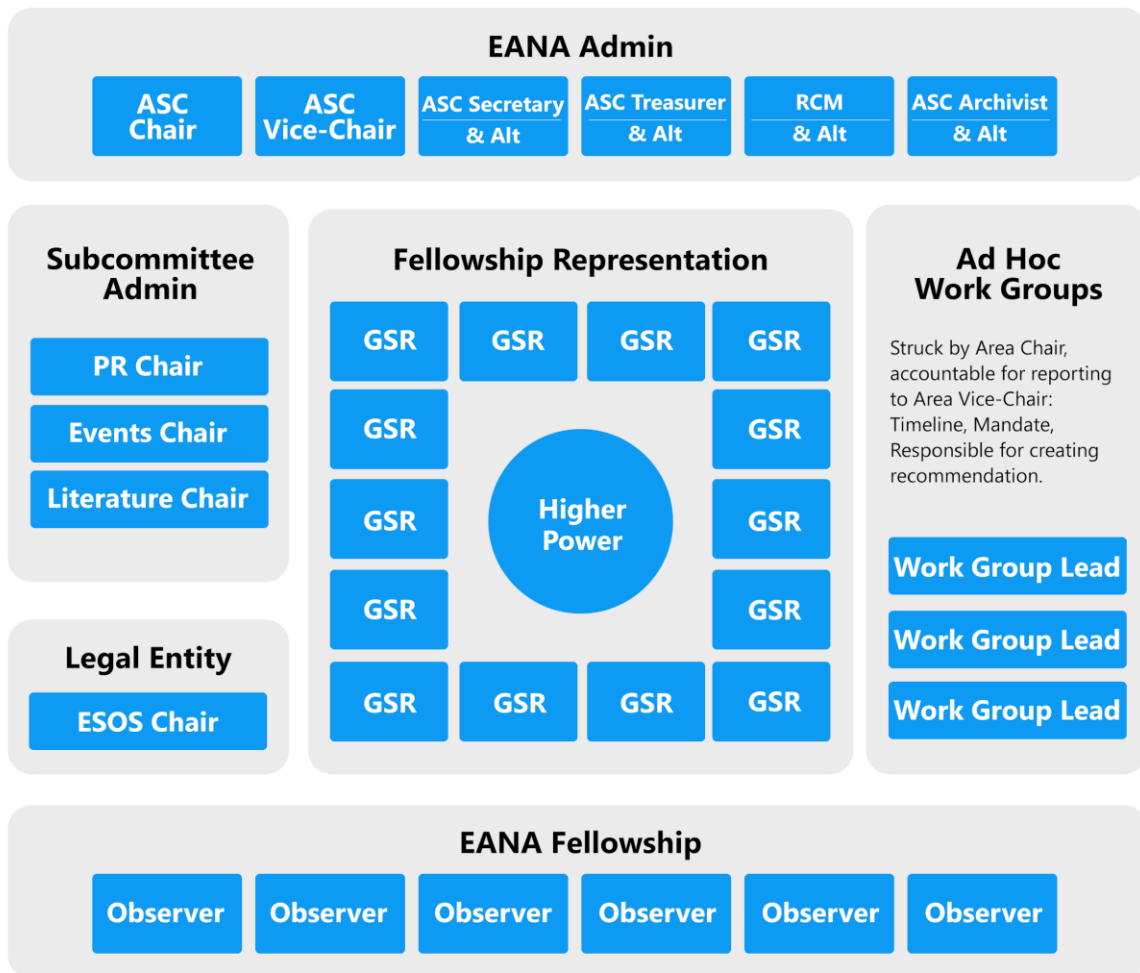 EANA Admin
ASC
Chair
ASC
Vice-Chair
ASC Secretary
& Alt
ASC Treasurer
& Alt
RCM
& Alt
ASC Archivist
& Alt
Subcommittee
Admin
PR Chair
Events Chair
Literature Chair
Legal Entity
ESOS Chair
Fellowship Representation
GSR
GSR
GSR
GSR
GSR
GSR
GSR
GSR
Higher
Power
GSR
GSR
GSR
GSR
GSR
GSR
Ad Hoc
Work Groups
Struck by Area Chair,
accountable for reporting
to Area Vice-Chair:
Timeline, Mandate,
Responsible for creating
recommendation.
Work Group Lead
Work Group Lead
Work Group Lead
EANA Fellowship
Observer
Observer
Observer
Observer
Observer
Observer